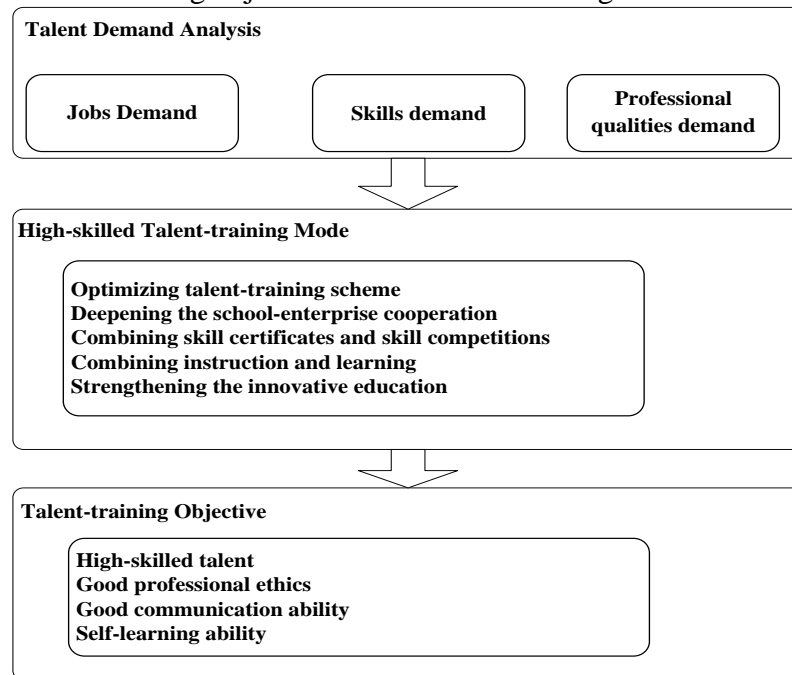 Talent Demand Analysis
Jobs Demand
Skills demand
Professional
qualities demand
High-skilled Talent-training Mode
Optimizing talent-training scheme
Deepening the school-enterprise cooperation
Combining skill certificates and skill competitions
Combining instruction and learning
Strengthening the innovative education
Talent-training Objective
High-skilled talent
Good professional ethics
Good communication ability
Self-learning ability